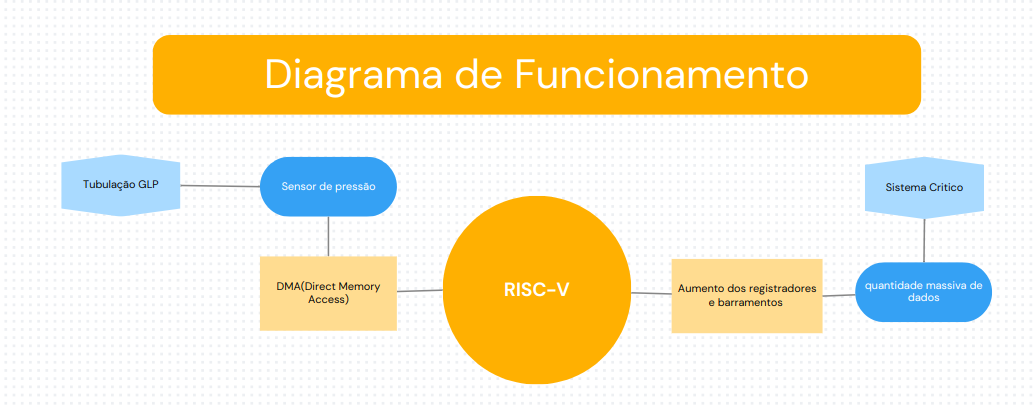 Diagrama de Funcionamento
Tubulação GLP
Sensor de pressão
Sistema Critico
DMA(Direct Memory
Access)
RISC-V
Aumento dos registradores
e barramentos
quantidade massiva de
dados